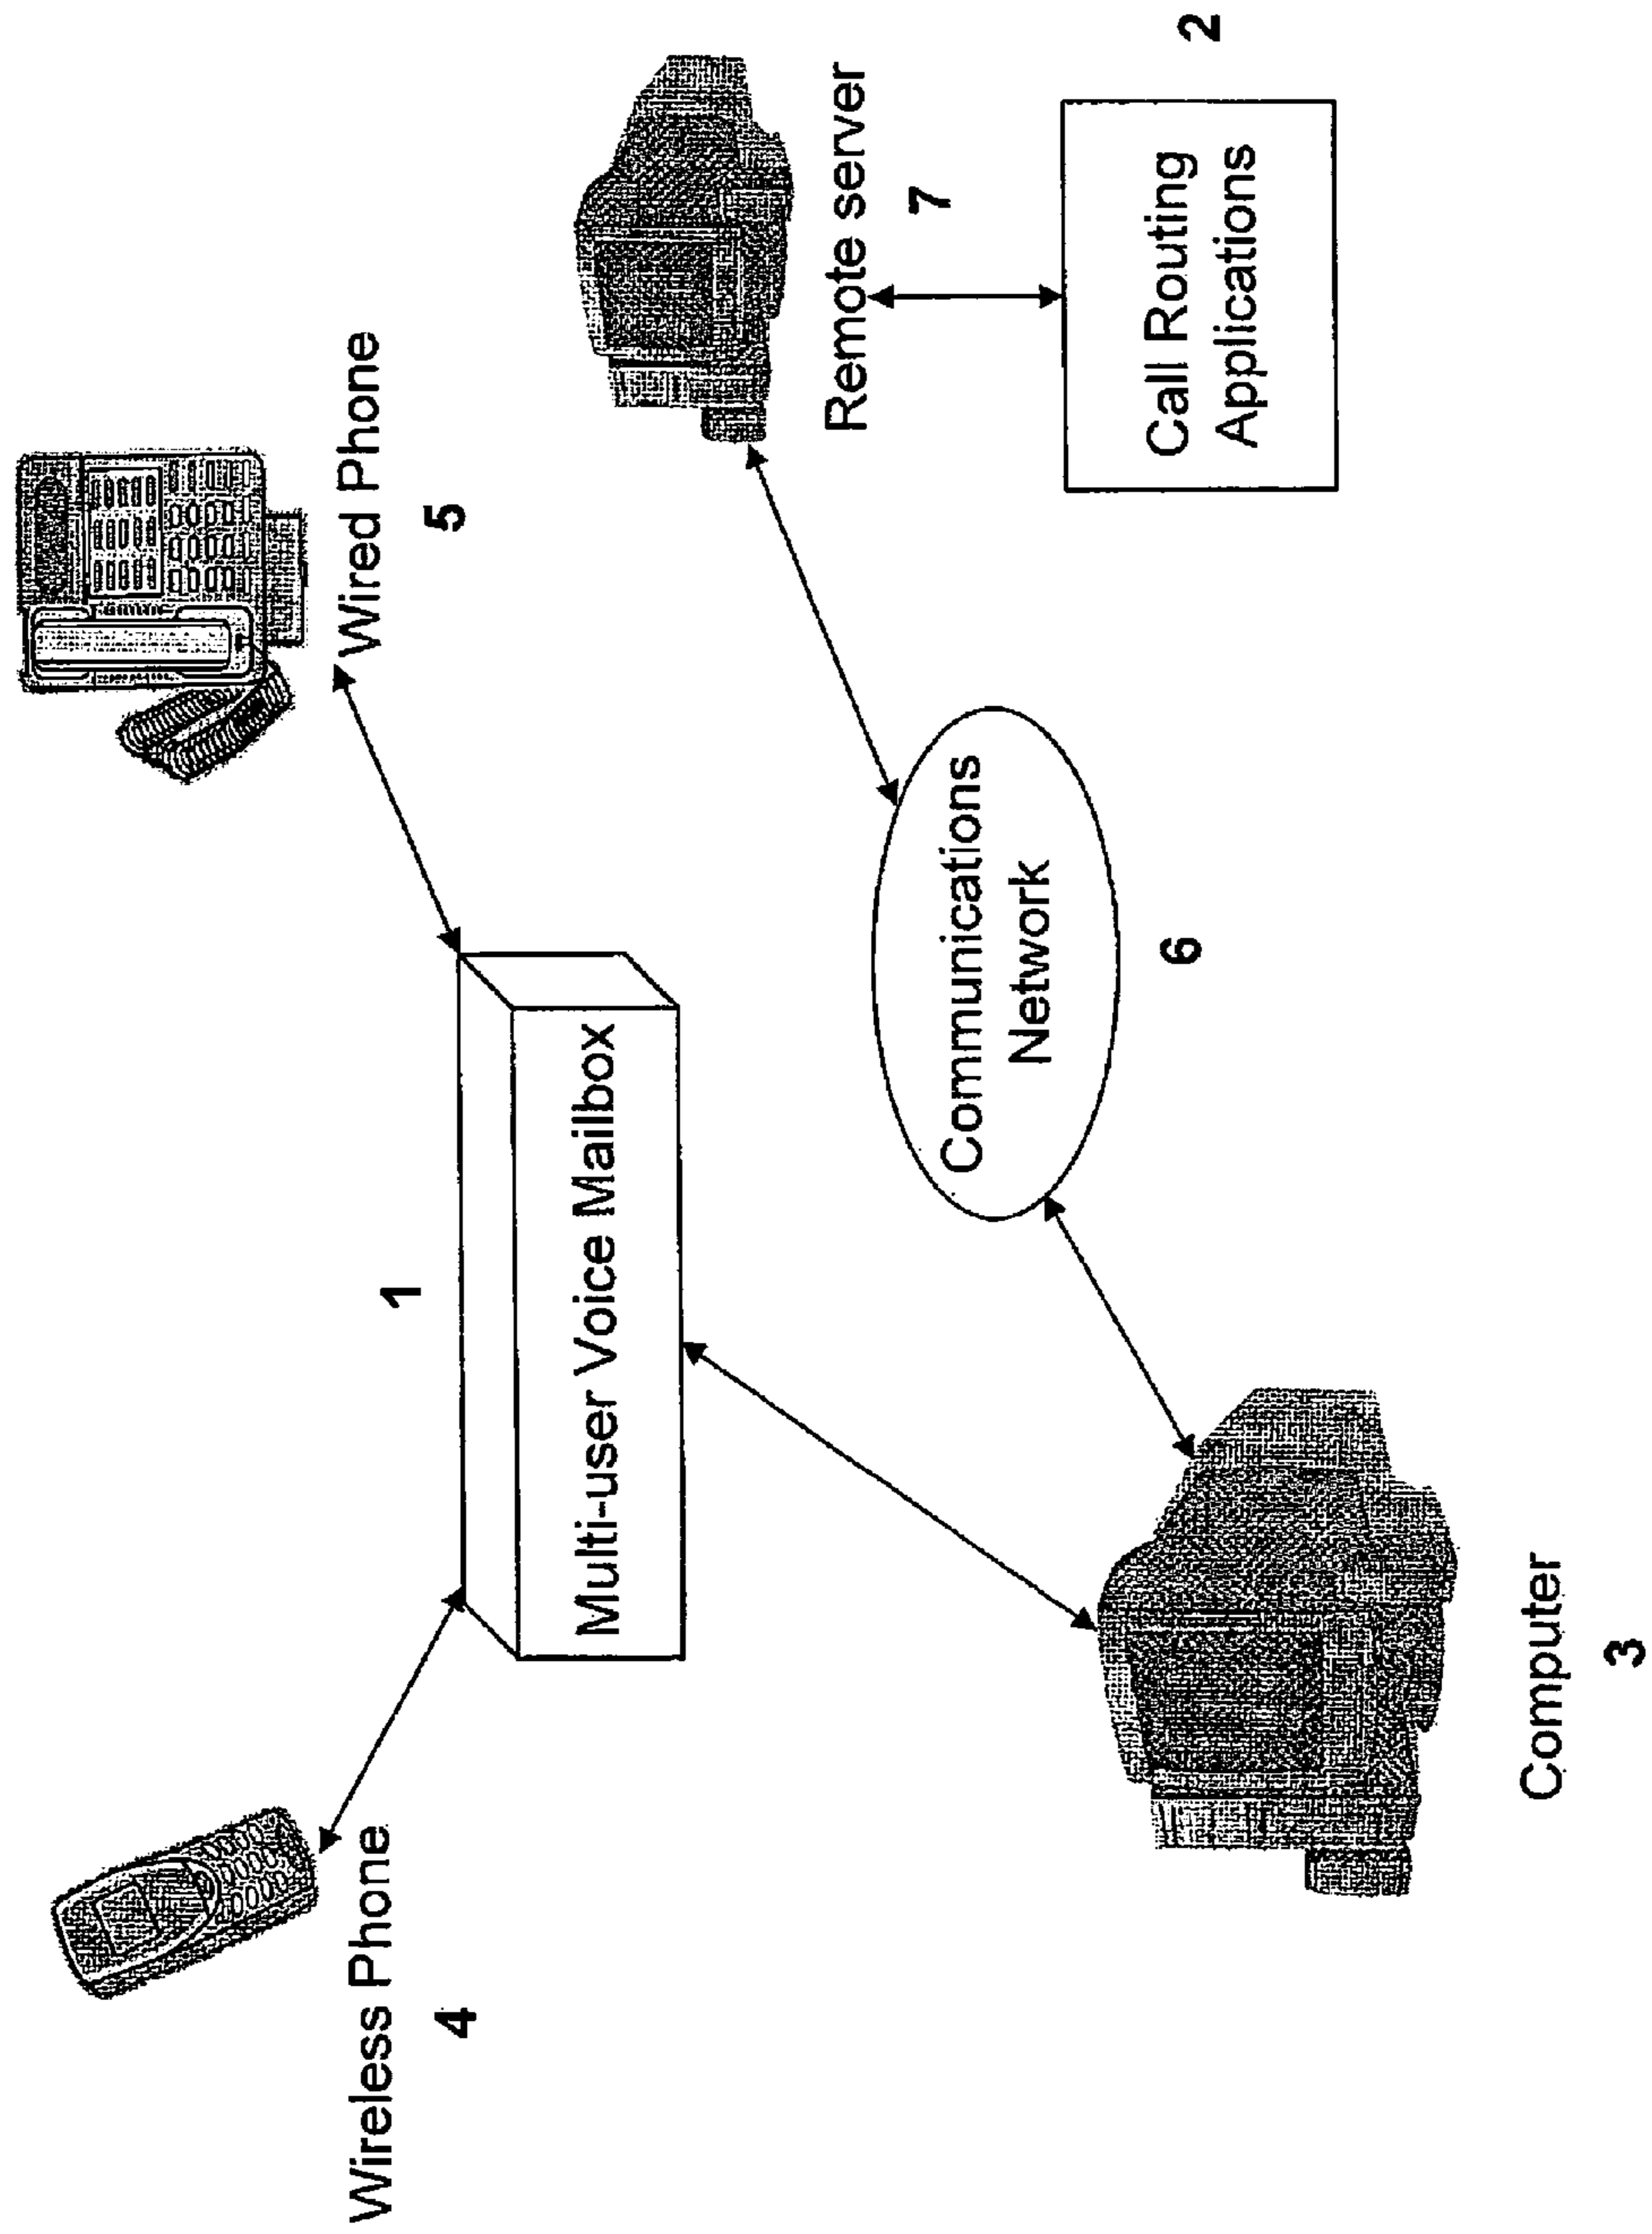 Wireless Phone
4
Wired Phone
5
1
Multi-user Voice Mailbox
Remote server
7
Communications
Network
6
Call Routing
Applications
2
Computer
3